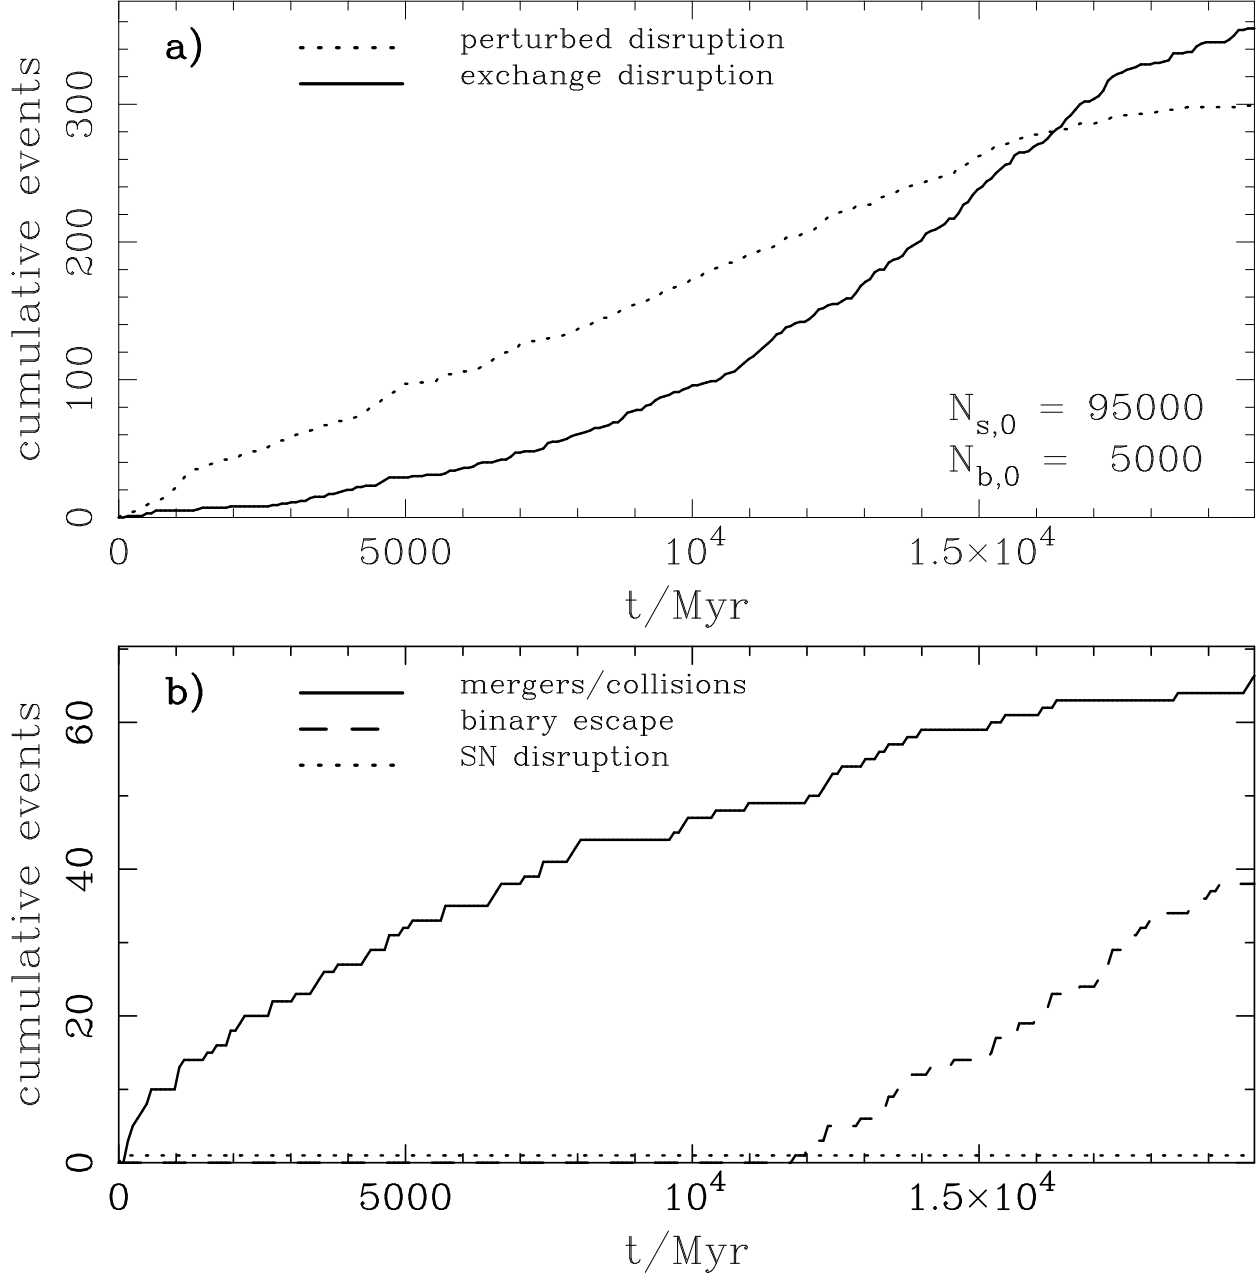 a)
perturbed disruption
exchange disruption
cumulative events
300
200
100
0
N_{s,0} = 95000
N_{b,0} = 5000
0 5000 10^4 1.5×10^4
t/Myr
b)
mergers/collisions
binary escape
SN disruption
cumulative events
60
40
20
0
0 5000 10^4 1.5×10^4
t/Myr